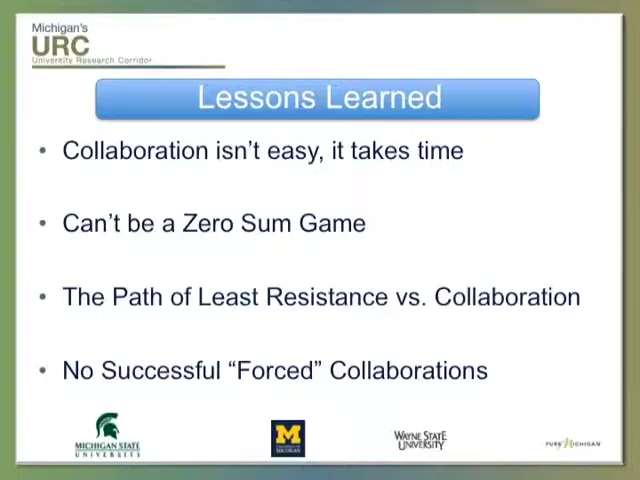 Michigan's
URC
University Research Corridor
Lessons Learned
• Collaboration isn't easy, it takes time
• Can't be a Zero Sum Game
• The Path of Least Resistance vs. Collaboration
• No Successful “Forced” Collaborations
MICHIGAN STATE
UNIVERSITY
M
WAYNE STATE
UNIVERSITY
PURE MICHIGAN